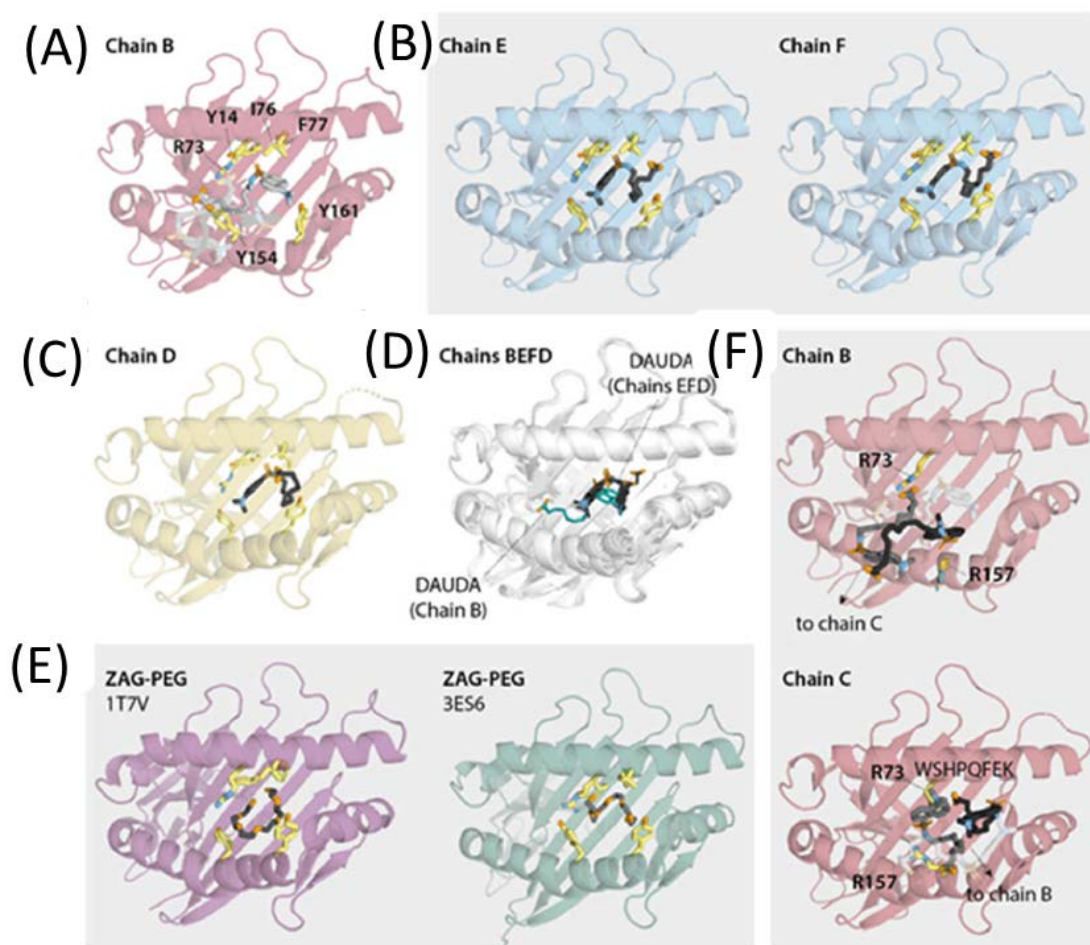 (A) Chain B
Y14
I76
F77
R73
Y161
Y154
(B) Chain E
Chain F
(C) Chain D
(D) Chains BEFD
DAUDA
(Chains EFD)
DAUDA
(Chain B)
(F) Chain B
R73
R157
to chain C
(E) ZAG-PEG
1T7V
ZAG-PEG
3ES6
Chain C
R73 WSHPQFEK
R157
to chain B